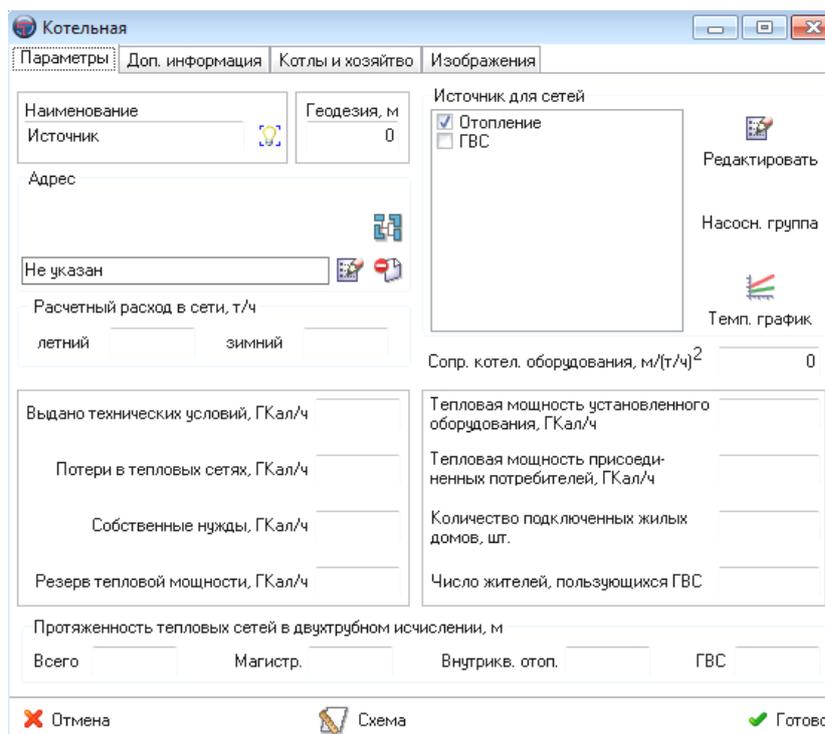 Котельная
Параметры Доп. информация Котлы и хозяйтво Изображения
Наименование
Источник
Геодезия, м
0
Источник для сетей
Отопление
ГВС
Редактировать
Насосн. группа
Темп. график
Адрес
Не указан
Расчетный расход в сети, т/ч
летний зимний
Сопр. котел. оборудования, м/(т/ч)2 0
Выдано технических условий, ГКал/ч
Потери в тепловых сетях, ГКал/ч
Собственные нужды, ГКал/ч
Резерв тепловой мощности, ГКал/ч
Тепловая мощность установленного
оборудования, ГКал/ч
Тепловая мощность присоеди-
ненных потребителей, ГКал/ч
Количество подключенных жилых
домов, шт.
Число жителей, пользующихся ГВС
Протяженность тепловых сетей в двухтрубном исчислении, м
Всего Магистр. Внутрикв. отоп. ГВС
Отмена Схема Готово